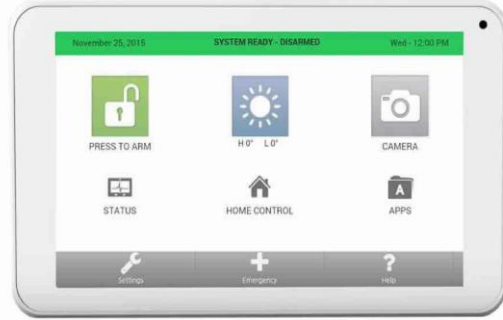 November 25, 2015
SYSTEM READY - DISARMED
Wed - 12:00 PM
PRESS TO ARM
H 0° L 0°
CAMERA
STATUS
HOME CONTROL
A
APPS
Settings
Emergency
?
Help